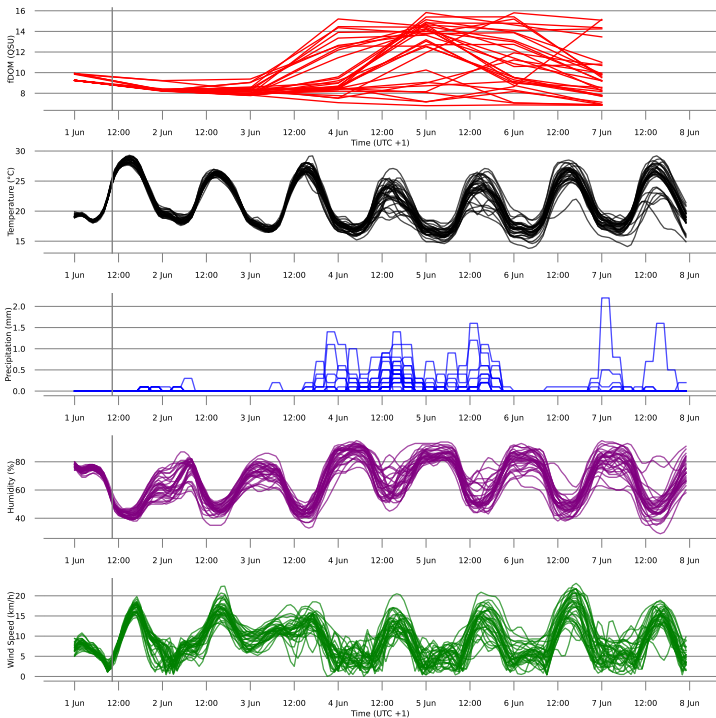 16
14
12
10
8
fDOM (QSU)
1 Jun 12:00 2 Jun 12:00 3 Jun 12:00 4 Jun 12:00 5 Jun 12:00 6 Jun 12:00 7 Jun 12:00 8 Jun
Time (UTC +1)
30
25
20
15
Temperature (°C)
1 Jun 12:00 2 Jun 12:00 3 Jun 12:00 4 Jun 12:00 5 Jun 12:00 6 Jun 12:00 7 Jun 12:00 8 Jun
2.0
1.5
1.0
0.5
0.0
Precipitation (mm)
1 Jun 12:00 2 Jun 12:00 3 Jun 12:00 4 Jun 12:00 5 Jun 12:00 6 Jun 12:00 7 Jun 12:00 8 Jun
80
60
40
Humidity (%)
1 Jun 12:00 2 Jun 12:00 3 Jun 12:00 4 Jun 12:00 5 Jun 12:00 6 Jun 12:00 7 Jun 12:00 8 Jun
20
15
10
5
0
Wind Speed (km/h)
1 Jun 12:00 2 Jun 12:00 3 Jun 12:00 4 Jun 12:00 5 Jun 12:00 6 Jun 12:00 7 Jun 12:00 8 Jun
Time (UTC +1)